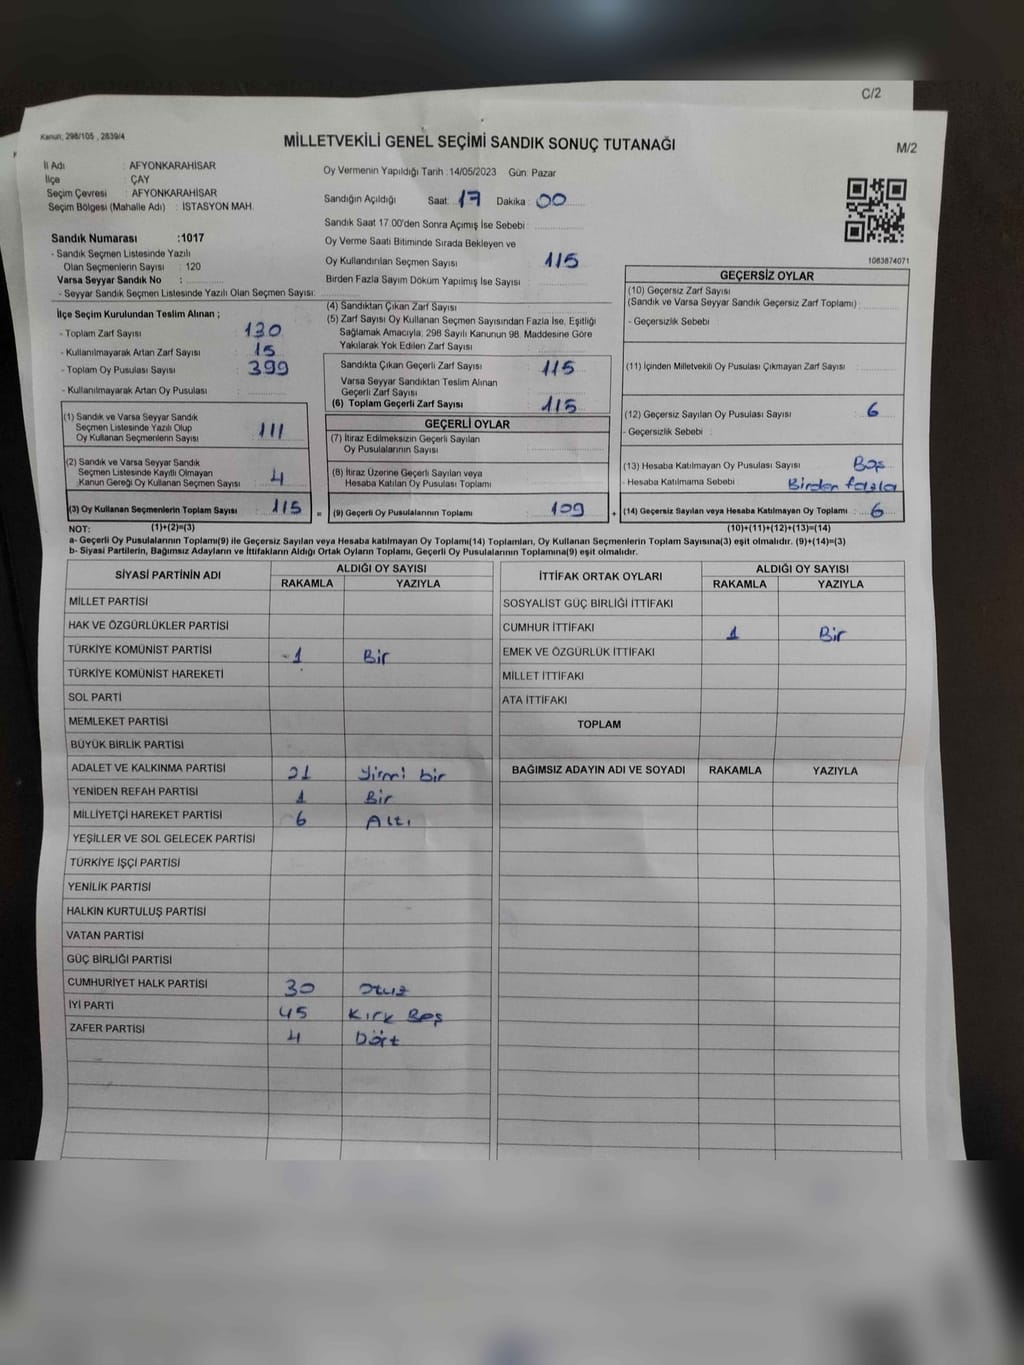 C/2
Kanun, 298/105 , 2839/4
MİLLETVEKİLİ GENEL SEÇİMİ SANDIK SONUÇ TUTANAĞI
M/2
İl Adı : AFYONKARAHİSAR
İlçe : ÇAY
Seçim Çevresi : AFYONKARAHİSAR
Seçim Bölgesi (Mahalle Adı) : İSTASYON MAH.
Sandık Numarası :1017
- Sandık Seçmen Listesinde Yazılı
Olan Seçmenlerin Sayısı : 120
Varsa Seyyar Sandık No :
- Seyyar Sandık Seçmen Listesinde Yazılı Olan Seçmen Sayısı:
İlçe Seçim Kurulundan Teslim Alınan ;
- Toplam Zarf Sayısı : 130
- Kullanılmayarak Artan Zarf Sayısı : 15
- Toplam Oy Pusulası Sayısı : 399
- Kullanılmayarak Artan Oy Pusulası :
(1) Sandık ve Varsa Seyyar Sandık
Seçmen Listesinde Yazılı Olup
Oy Kullanan Seçmenlerin Sayısı : 111
(2) Sandık ve Varsa Seyyar Sandık
Seçmen Listesinde Kayıtlı Olmayan
Kanun Gereği Oy Kullanan Seçmen Sayısı : 4
(3) Oy Kullanan Seçmenlerin Toplam Sayısı : 115 =
Oy Vermenin Yapıldığı Tarih : 14/05/2023 Gün: Pazar
Sandığın Açıldığı Saat: 17 Dakika : 00
Sandık Saat 17:00'den Sonra Açımış İse Sebebi :
Oy Verme Saati Bitiminde Sırada Bekleyen ve
Oy Kullandırılan Seçmen Sayısı : 115
Birden Fazla Sayım Döküm Yapılmış İse Sayısı :
(4) Sandıktan Çıkan Zarf Sayısı :
(5) Zarf Sayısı Oy Kullanan Seçmen Sayısından Fazla İse, Eşitliği
Sağlamak Amacıyla, 298 Sayılı Kanunun 98. Maddesine Göre
Yakılarak Yok Edilen Zarf Sayısı :
Sandıkta Çıkan Geçerli Zarf Sayısı : 115
Varsa Seyyar Sandıktan Teslim Alınan
Geçerli Zarf Sayısı :
(6) Toplam Geçerli Zarf Sayısı : 115
GEÇERLİ OYLAR
(7) İtiraz Edilmeksizin Geçerli Sayılan
Oy Pusulalarının Sayısı :
(8) İtiraz Üzerine Geçerli Sayılan veya
Hesaba Katılan Oy Pusulası Toplamı :
(9) Geçerli Oy Pusulalarının Toplamı : 109 +
1083874071
GEÇERSİZ OYLAR
(10) Geçersiz Zarf Sayısı
(Sandık ve Varsa Seyyar Sandık Geçersiz Zarf Toplamı) :
- Geçersizlik Sebebi :
(11) İçinden Milletvekili Oy Pusulası Çıkmayan Zarf Sayısı :
(12) Geçersiz Sayılan Oy Pusulası Sayısı : 6
- Geçersizlik Sebebi :
(13) Hesaba Katılmayan Oy Pusulası Sayısı : Boş
- Hesaba Katılmama Sebebi : Birden fazla
(14) Geçersiz Sayılan veya Hesaba Katılmayan Oy Toplamı : 6
NOT: (1)+(2)=(3) (10)+(11)+(12)+(13)=(14)
a- Geçerli Oy Pusulalarının Toplamı(9) ile Geçersiz Sayılan veya Hesaba Katılmayan Oy Toplamı(14) Toplamları, Oy Kullanan Seçmenlerin Toplam Sayısına(3) eşit olmalıdır. (9)+(14)=(3)
b- Siyasi Partilerin, Bağımsız Adayların ve İttifakların Aldığı Ortak Oyların Toplamı, Geçerli Oy Pusulalarının Toplamına(9) eşit olmalıdır.
SİYASİ PARTİNİN ADI ALDIĞI OY SAYISI
RAKAMLA YAZIYLA
MİLLET PARTİSİ
HAK VE ÖZGÜRLÜKLER PARTİSİ
TÜRKİYE KOMÜNİST PARTİSİ 1 Bir
TÜRKİYE KOMÜNİST HAREKETİ
SOL PARTİ
MEMLEKET PARTİSİ
BÜYÜK BİRLİK PARTİSİ
ADALET VE KALKINMA PARTİSİ 21 Yirmi bir
YENİDEN REFAH PARTİSİ 1 Bir
MİLLİYETÇİ HAREKET PARTİSİ 6 Altı
YEŞİLLER VE SOL GELECEK PARTİSİ
TÜRKİYE İŞÇİ PARTİSİ
YENİLİK PARTİSİ
HALKIN KURTULUŞ PARTİSİ
VATAN PARTİSİ
GÜÇ BİRLİĞİ PARTİSİ
CUMHURİYET HALK PARTİSİ 30 Otuz
İYİ PARTİ 45 Kırk Beş
ZAFER PARTİSİ 4 Dört
İTTİFAK ORTAK OYLARI ALDIĞI OY SAYISI
RAKAMLA YAZIYLA
SOSYALİST GÜÇ BİRLİĞİ İTTİFAKI
CUMHUR İTTİFAKI 1 Bir
EMEK VE ÖZGÜRLÜK İTTİFAKI
MİLLET İTTİFAKI
ATA İTTİFAKI
TOPLAM
BAĞIMSIZ ADAYIN ADI VE SOYADI RAKAMLA YAZIYLA